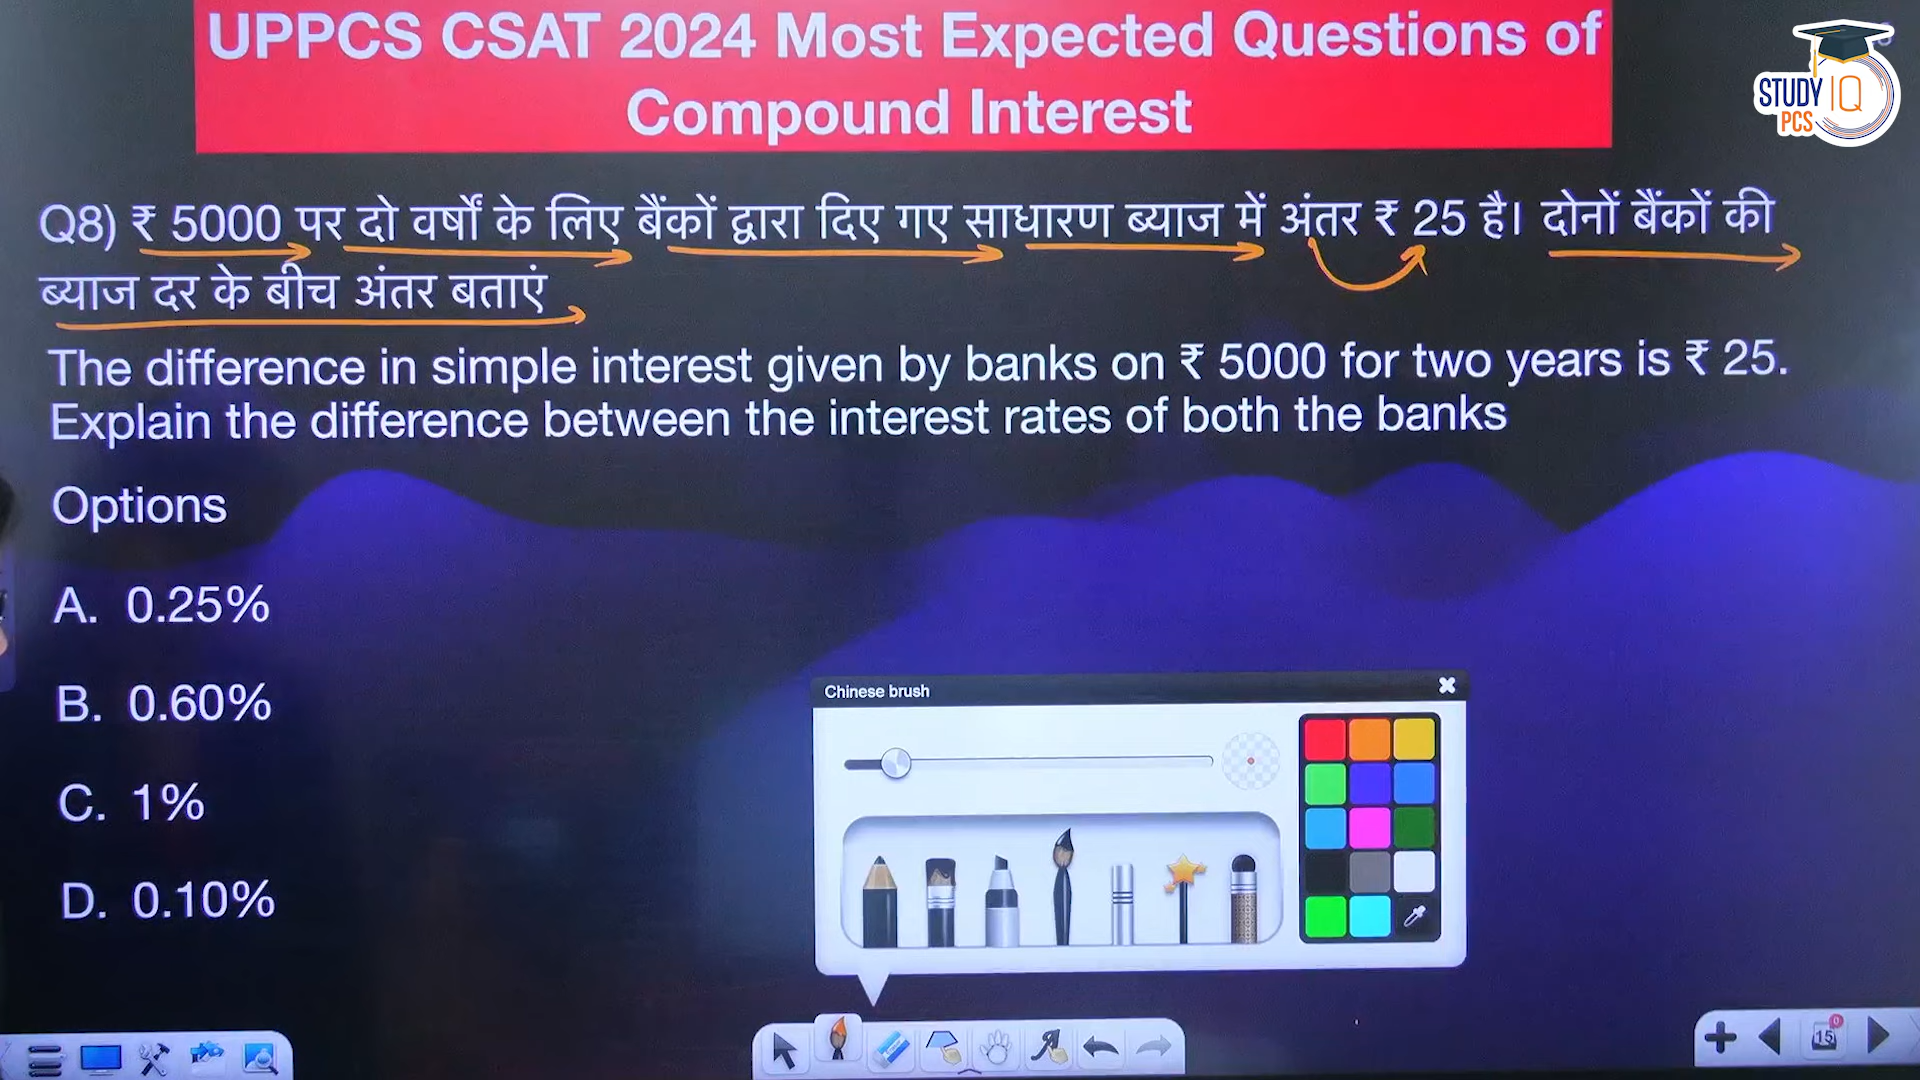 UPPCS CSAT 2024 Most Expected Questions of
Compound Interest
STUDY IQ
PCS
Q8) ₹ 5000 पर दो वर्षों के लिए बैंकों द्वारा दिए गए साधारण ब्याज में अंतर ₹ 25 है। दोनों बैंकों की
ब्याज दर के बीच अंतर बताएं
The difference in simple interest given by banks on ₹ 5000 for two years is ₹ 25.
Explain the difference between the interest rates of both the banks
Options
A. 0.25%
B. 0.60%
C. 1%
D. 0.10%
Chinese brush
15
0